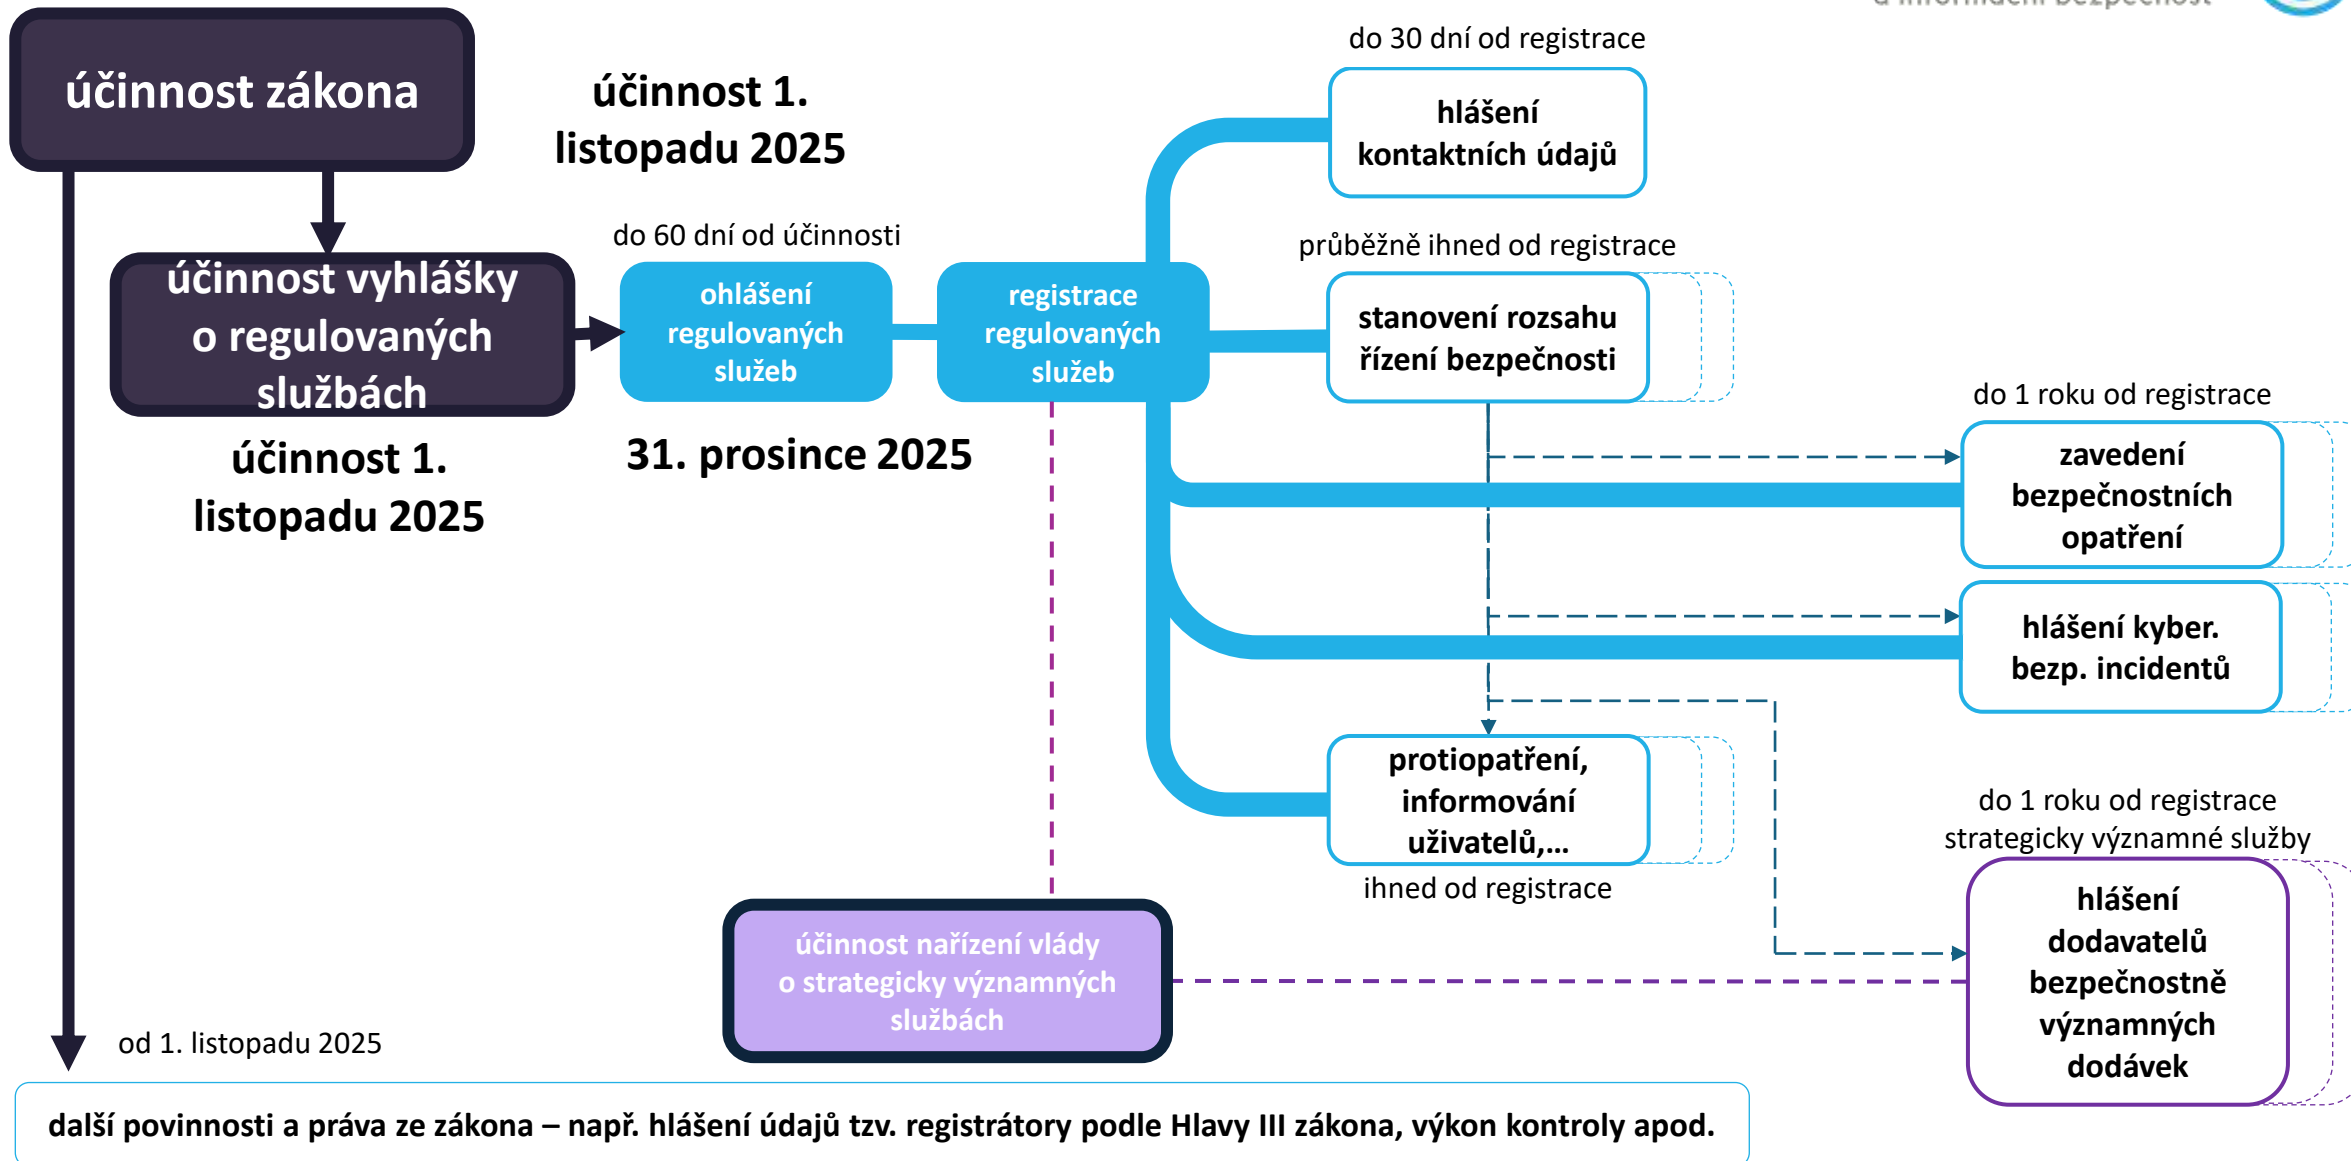 a informační bezpečnost
do 30 dní od registrace
účinnost zákona
účinnost 1.
listopadu 2025
hlášení
kontaktních údajů
do 60 dní od účinnosti
průběžně ihned od registrace
účinnost vyhlášky
o regulovaných
službách
ohlášení
regulovaných
služeb
registrace
regulovaných
služeb
stanovení rozsahu
řízení bezpečnosti
do 1 roku od registrace
účinnost 1.
listopadu 2025
31. prosince 2025
zavedení
bezpečnostních
opatření
hlášení kyber.
bezp. incidentů
protiopatření,
informování
uživatelů,...
ihned od registrace
do 1 roku od registrace
strategicky významné služby
účinnost nařízení vlády
o strategicky významných
službách
hlášení
dodavatelů
bezpečnostně
významných
dodávek
od 1. listopadu 2025
další povinnosti a práva ze zákona – např. hlášení údajů tzv. registrátory podle Hlavy III zákona, výkon kontroly apod.